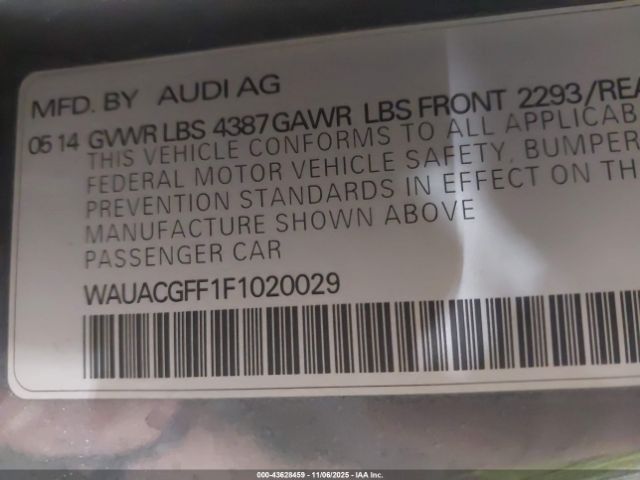 MFD. BY AUDI AG
05 14 GVWR LBS 4387 GAWR LBS FRONT 2293/REA
THIS VEHICLE CONFORMS TO ALL APPLICAB
FEDERAL MOTOR VEHICLE SAFETY, BUMPER
PREVENTION STANDARDS IN EFFECT ON TH
MANUFACTURE SHOWN ABOVE
PASSENGER CAR
WAUACGFF1F1020029
000-43628459 - 11/06/2025 - IAA Inc.